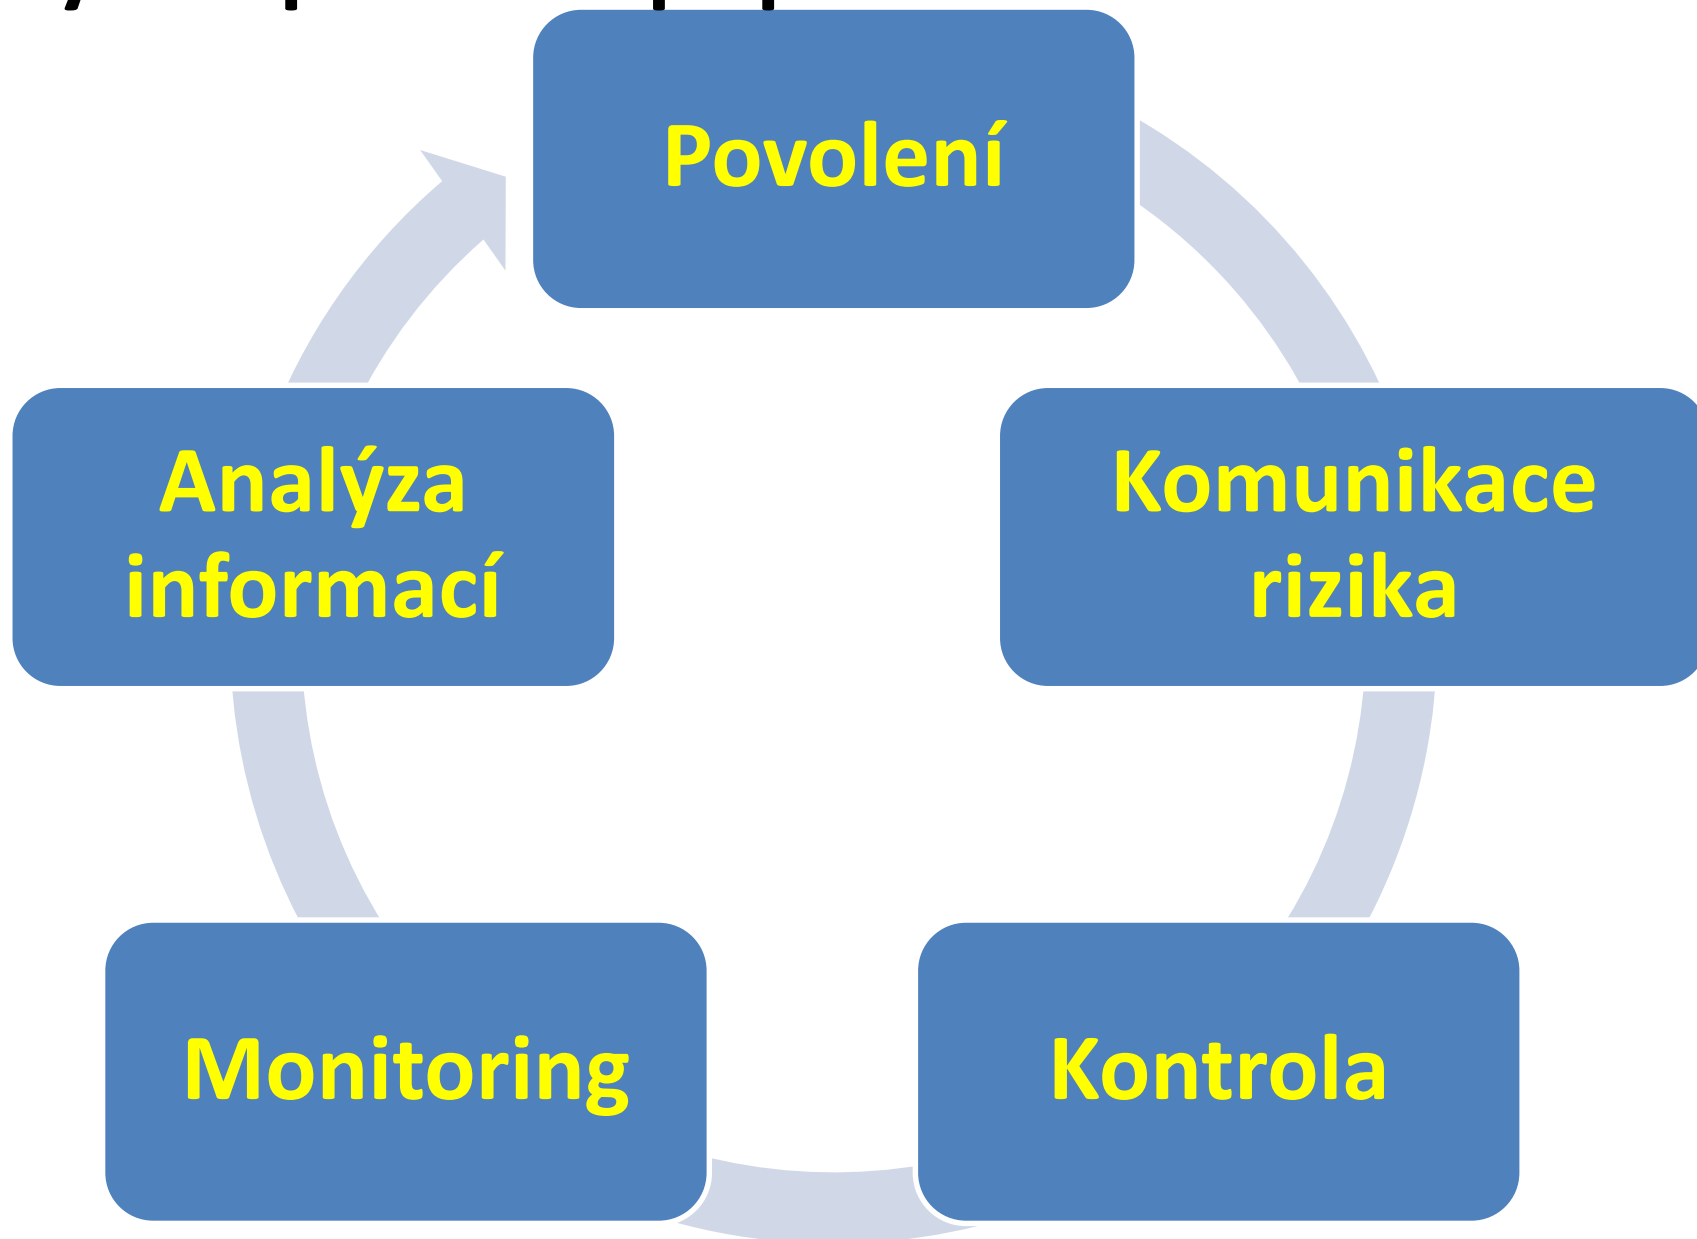 Povolení
Komunikace
rizika
Kontrola
Monitoring
Analýza
informací